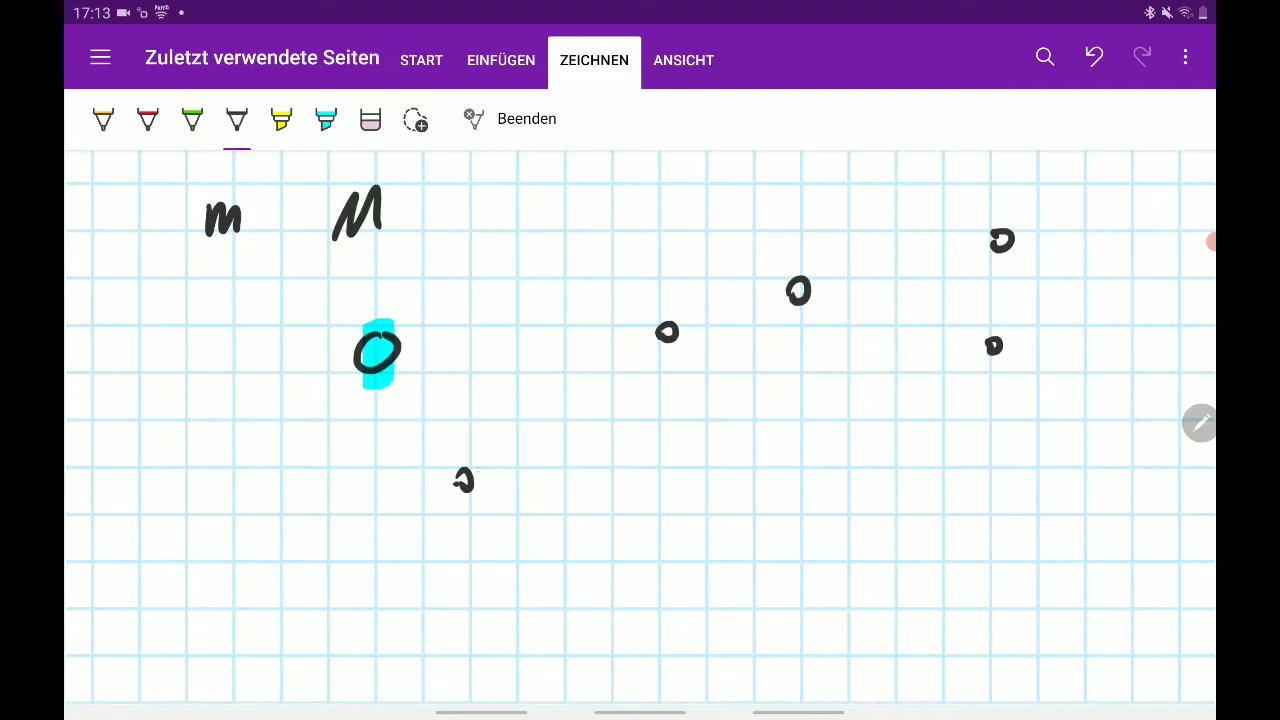 17:13
Zuletzt verwendete Seiten START EINFÜGEN ZEICHNEN ANSICHT
Beenden
m M